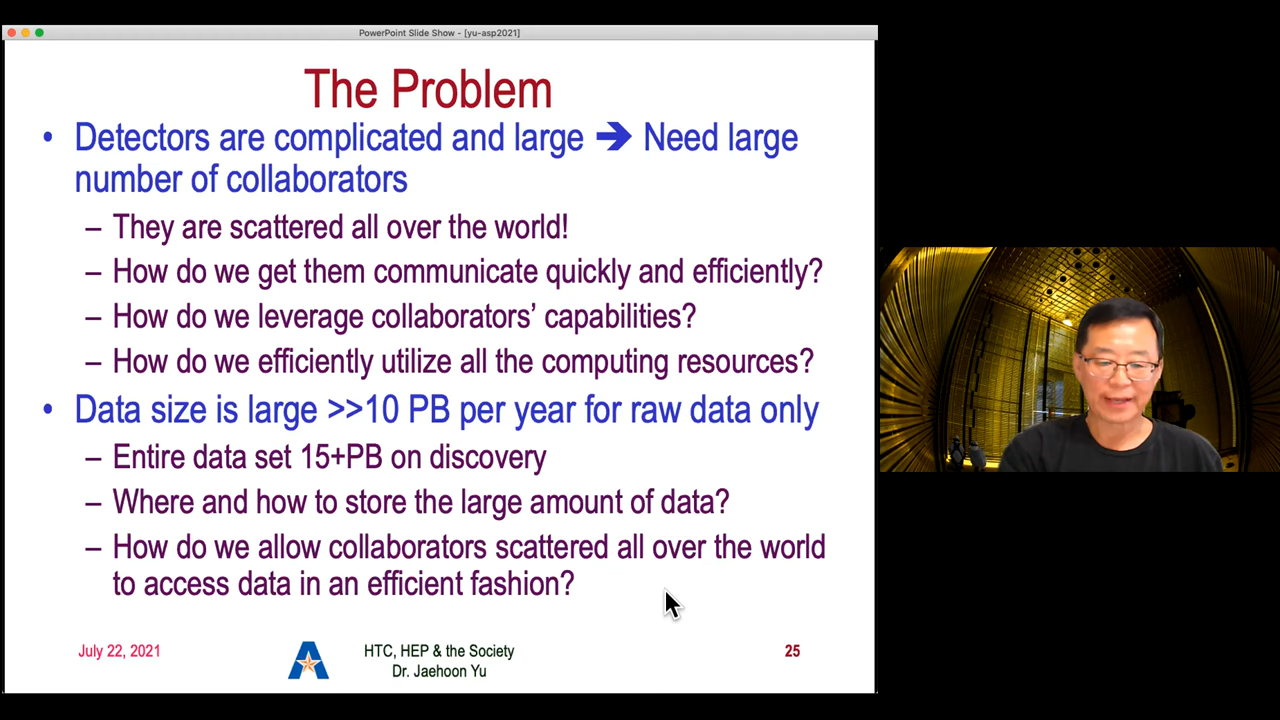 PowerPoint Slide Show - [yu-asp2021]
The Problem
• Detectors are complicated and large ➔ Need large
number of collaborators
– They are scattered all over the world!
– How do we get them communicate quickly and efficiently?
– How do we leverage collaborators’ capabilities?
– How do we efficiently utilize all the computing resources?
• Data size is large >>10 PB per year for raw data only
– Entire data set 15+PB on discovery
– Where and how to store the large amount of data?
– How do we allow collaborators scattered all over the world
to access data in an efficient fashion?
July 22, 2021
HTC, HEP & the Society
Dr. Jaehoon Yu
25